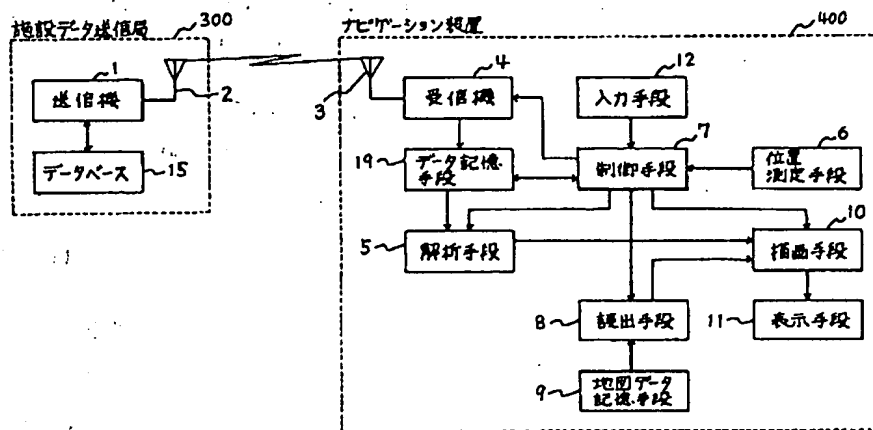 施設データ送信局
300
ナビゲーション装置
400
1
送信機
2
3
4
受信機
12
入力手段
データベース
15
19
データ記憶
手段
7
制御手段
6
位置
測定手段
5
解析手段
10
描画手段
8
読出手段
11
表示手段
9
地図データ
記憶手段